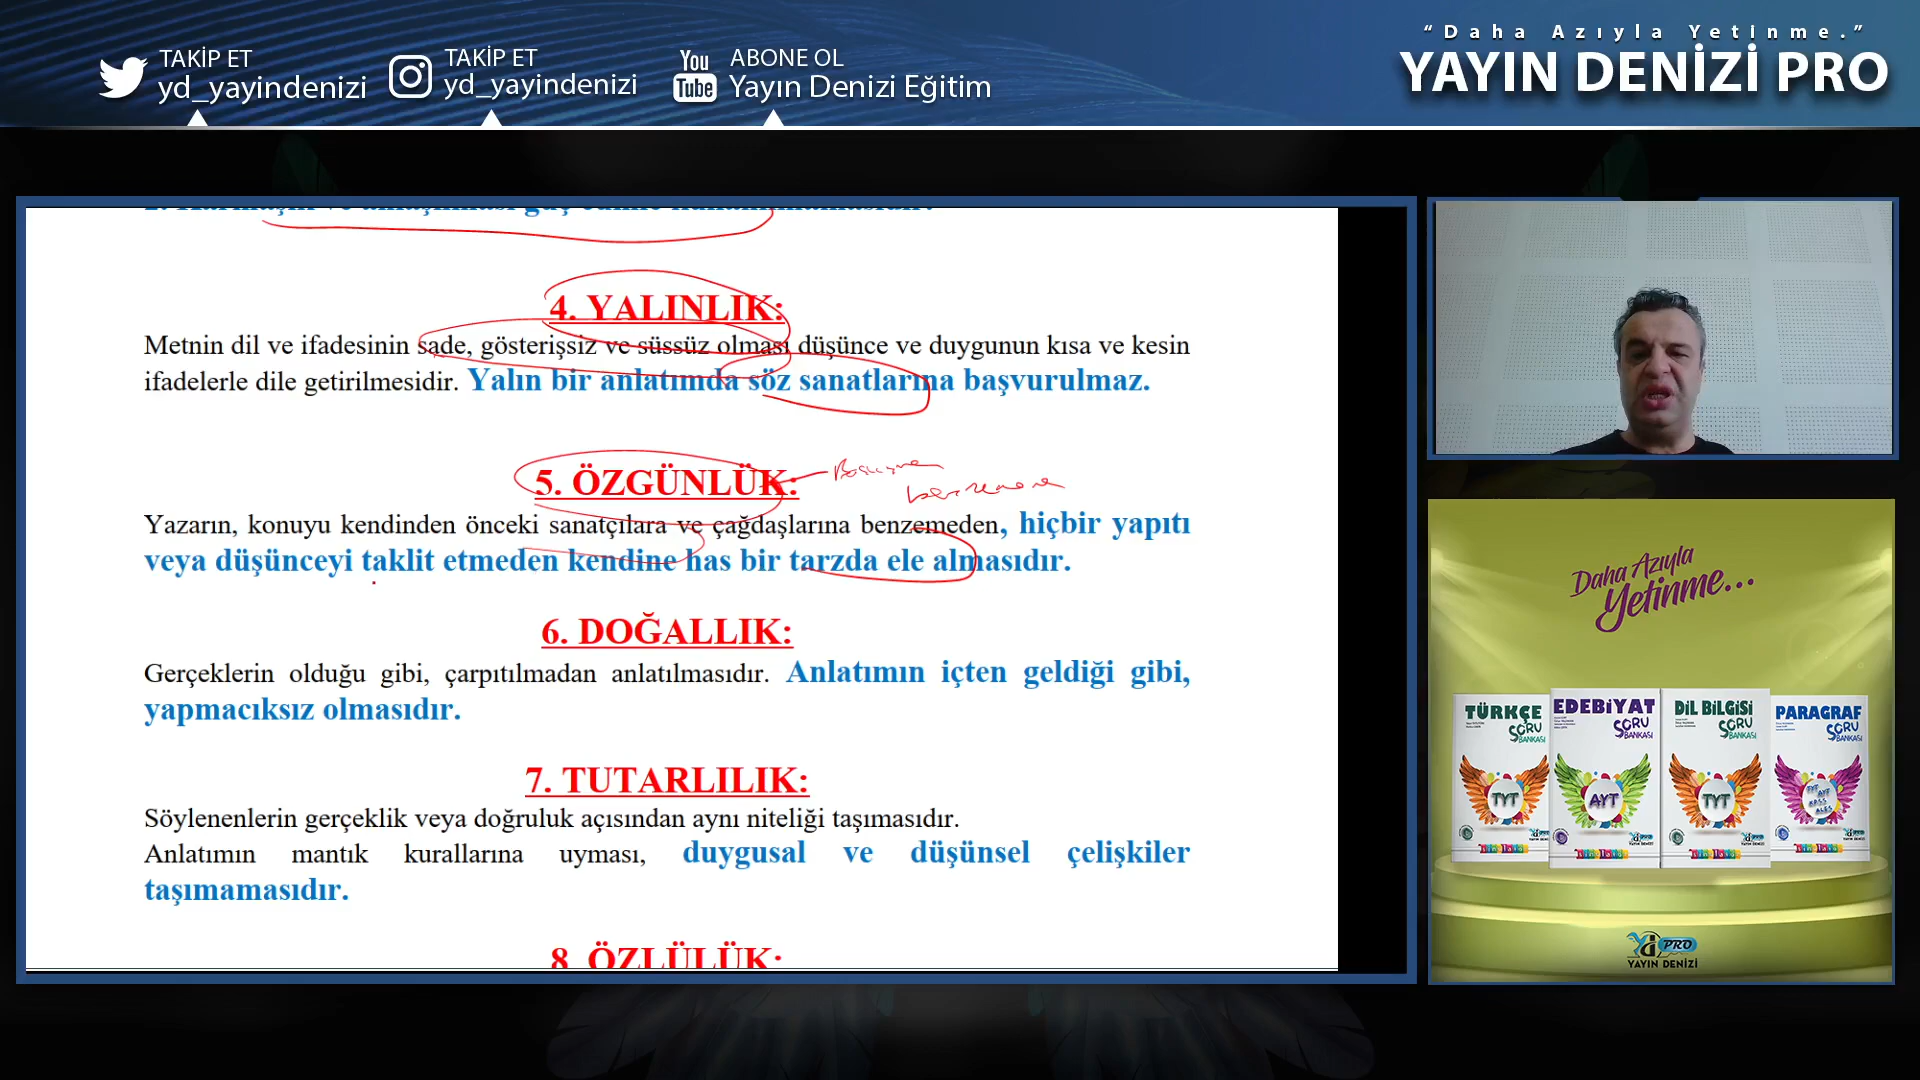 “Daha Azıyla Yetinme.”
YAYIN DENİZİ PRO
TAKİP ET
yd_yayindenizi
TAKİP ET
yd_yayindenizi
You
Tube
ABONE OL
Yayın Denizi Eğitim
4. YALINLIK:
Metnin dil ve ifadesinin sade, gösterişsiz ve süssüz olması düşünce ve duygunun kısa ve kesin
ifadelerle dile getirilmesidir. Yalın bir anlatımda söz sanatlarına başvurulmaz.
5. ÖZGÜNLÜK:
Yazarın, konuyu kendinden önceki sanatçılara ve çağdaşlarına benzemeden, hiçbir yapıtı
veya düşünceyi taklit etmeden kendine has bir tarzda ele almasıdır.
6. DOĞALLIK:
Gerçeklerin olduğu gibi, çarpıtılmadan anlatılmasıdır. Anlatımın içten geldiği gibi,
yapmacıksız olmasıdır.
7. TUTARLILIK:
Söylenenlerin gerçeklik veya doğruluk açısından aynı niteliği taşımasıdır.
Anlatımın mantık kurallarına uyması, duygusal ve düşünsel çelişkiler
taşımamasıdır.
8. ÖZLÜLÜK:
Daha Azıyla
Yetinme...
TÜRKÇE
SORU
BANKASI
TYT
EDEBİYAT
SORU
BANKASI
AYT
DİL BİLGİSİ
SORU
BANKASI
TYT
PARAGRAF
SORU
BANKASI
PRO
YAYIN DENİZİ